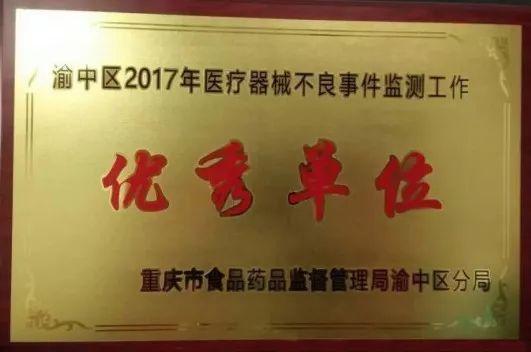 渝中区2017年医疗器械不良事件监测工作
优秀单位
重庆市食品药品监督管理局渝中区分局